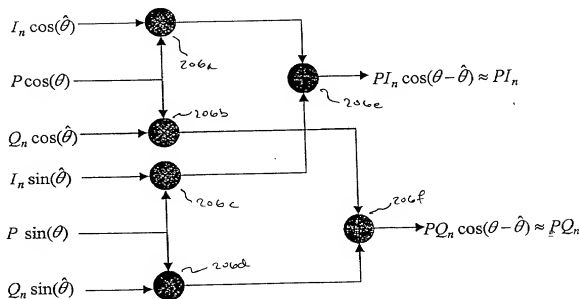 I_n cos(θ̂)
206a
P cos(θ)
PI_n cos(θ-θ̂) ≈ PI_n
206e
206b
Q_n cos(θ̂)
I_n sin(θ̂)
206c
206f
P sin(θ)
PQ_n cos(θ-θ̂) ≈ PQ_n
206d
Q_n sin(θ̂)